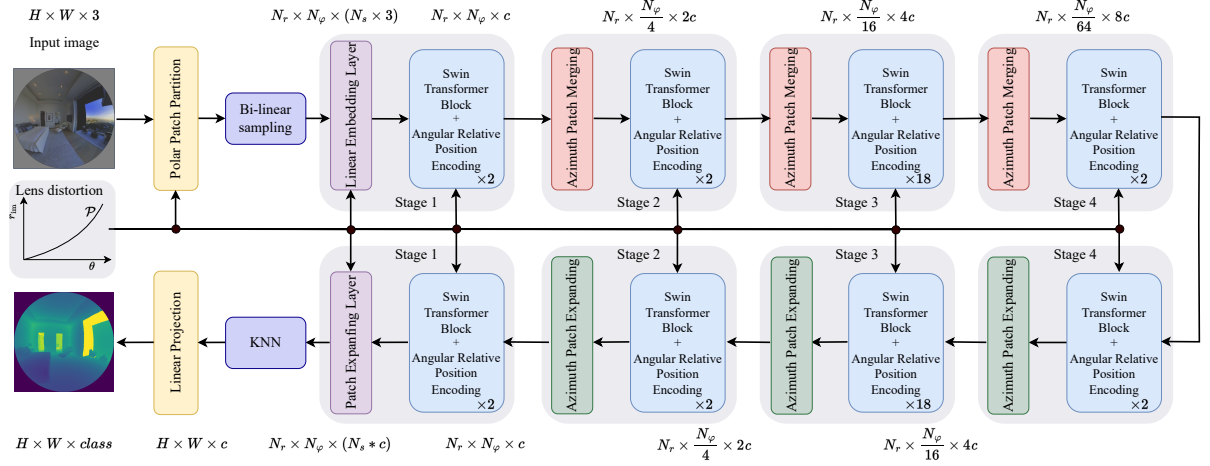 H × W × 3
N_r × N_φ × (N_s × 3)
N_r × N_φ × c
N_r × N_φ/4 × 2c
N_r × N_φ/16 × 4c
N_r × N_φ/64 × 8c
Input image
Polar Patch Partition
Bi-linear
sampling
Linear Embedding Layer
Swin
Transformer
Block
+
Angular Relative
Position
Encoding
×2
Stage 1
Azimuth Patch Merging
Swin
Transformer
Block
+
Angular Relative
Position
Encoding
×2
Stage 2
Azimuth Patch Merging
Swin
Transformer
Block
+
Angular Relative
Position
Encoding
×18
Stage 3
Azimuth Patch Merging
Swin
Transformer
Block
+
Angular Relative
Position
Encoding
×2
Stage 4
Lens distortion
r_im
P
θ
Linear Projection
KNN
Stage 1
Patch Expanfing Layer
Swin
Transformer
Block
+
Angular Relative
Position
Encoding
×2
Stage 2
Azimuth Patch Expanding
Swin
Transformer
Block
+
Angular Relative
Position
Encoding
×2
Stage 3
Azimuth Patch Expanding
Swin
Transformer
Block
+
Angular Relative
Position
Encoding
×18
Stage 4
Azimuth Patch Expanding
Swin
Transformer
Block
+
Angular Relative
Position
Encoding
×2
H × W × class
H × W × c
N_r × N_φ × (N_s * c)
N_r × N_φ × c
N_r × N_φ/4 × 2c
N_r × N_φ/16 × 4c